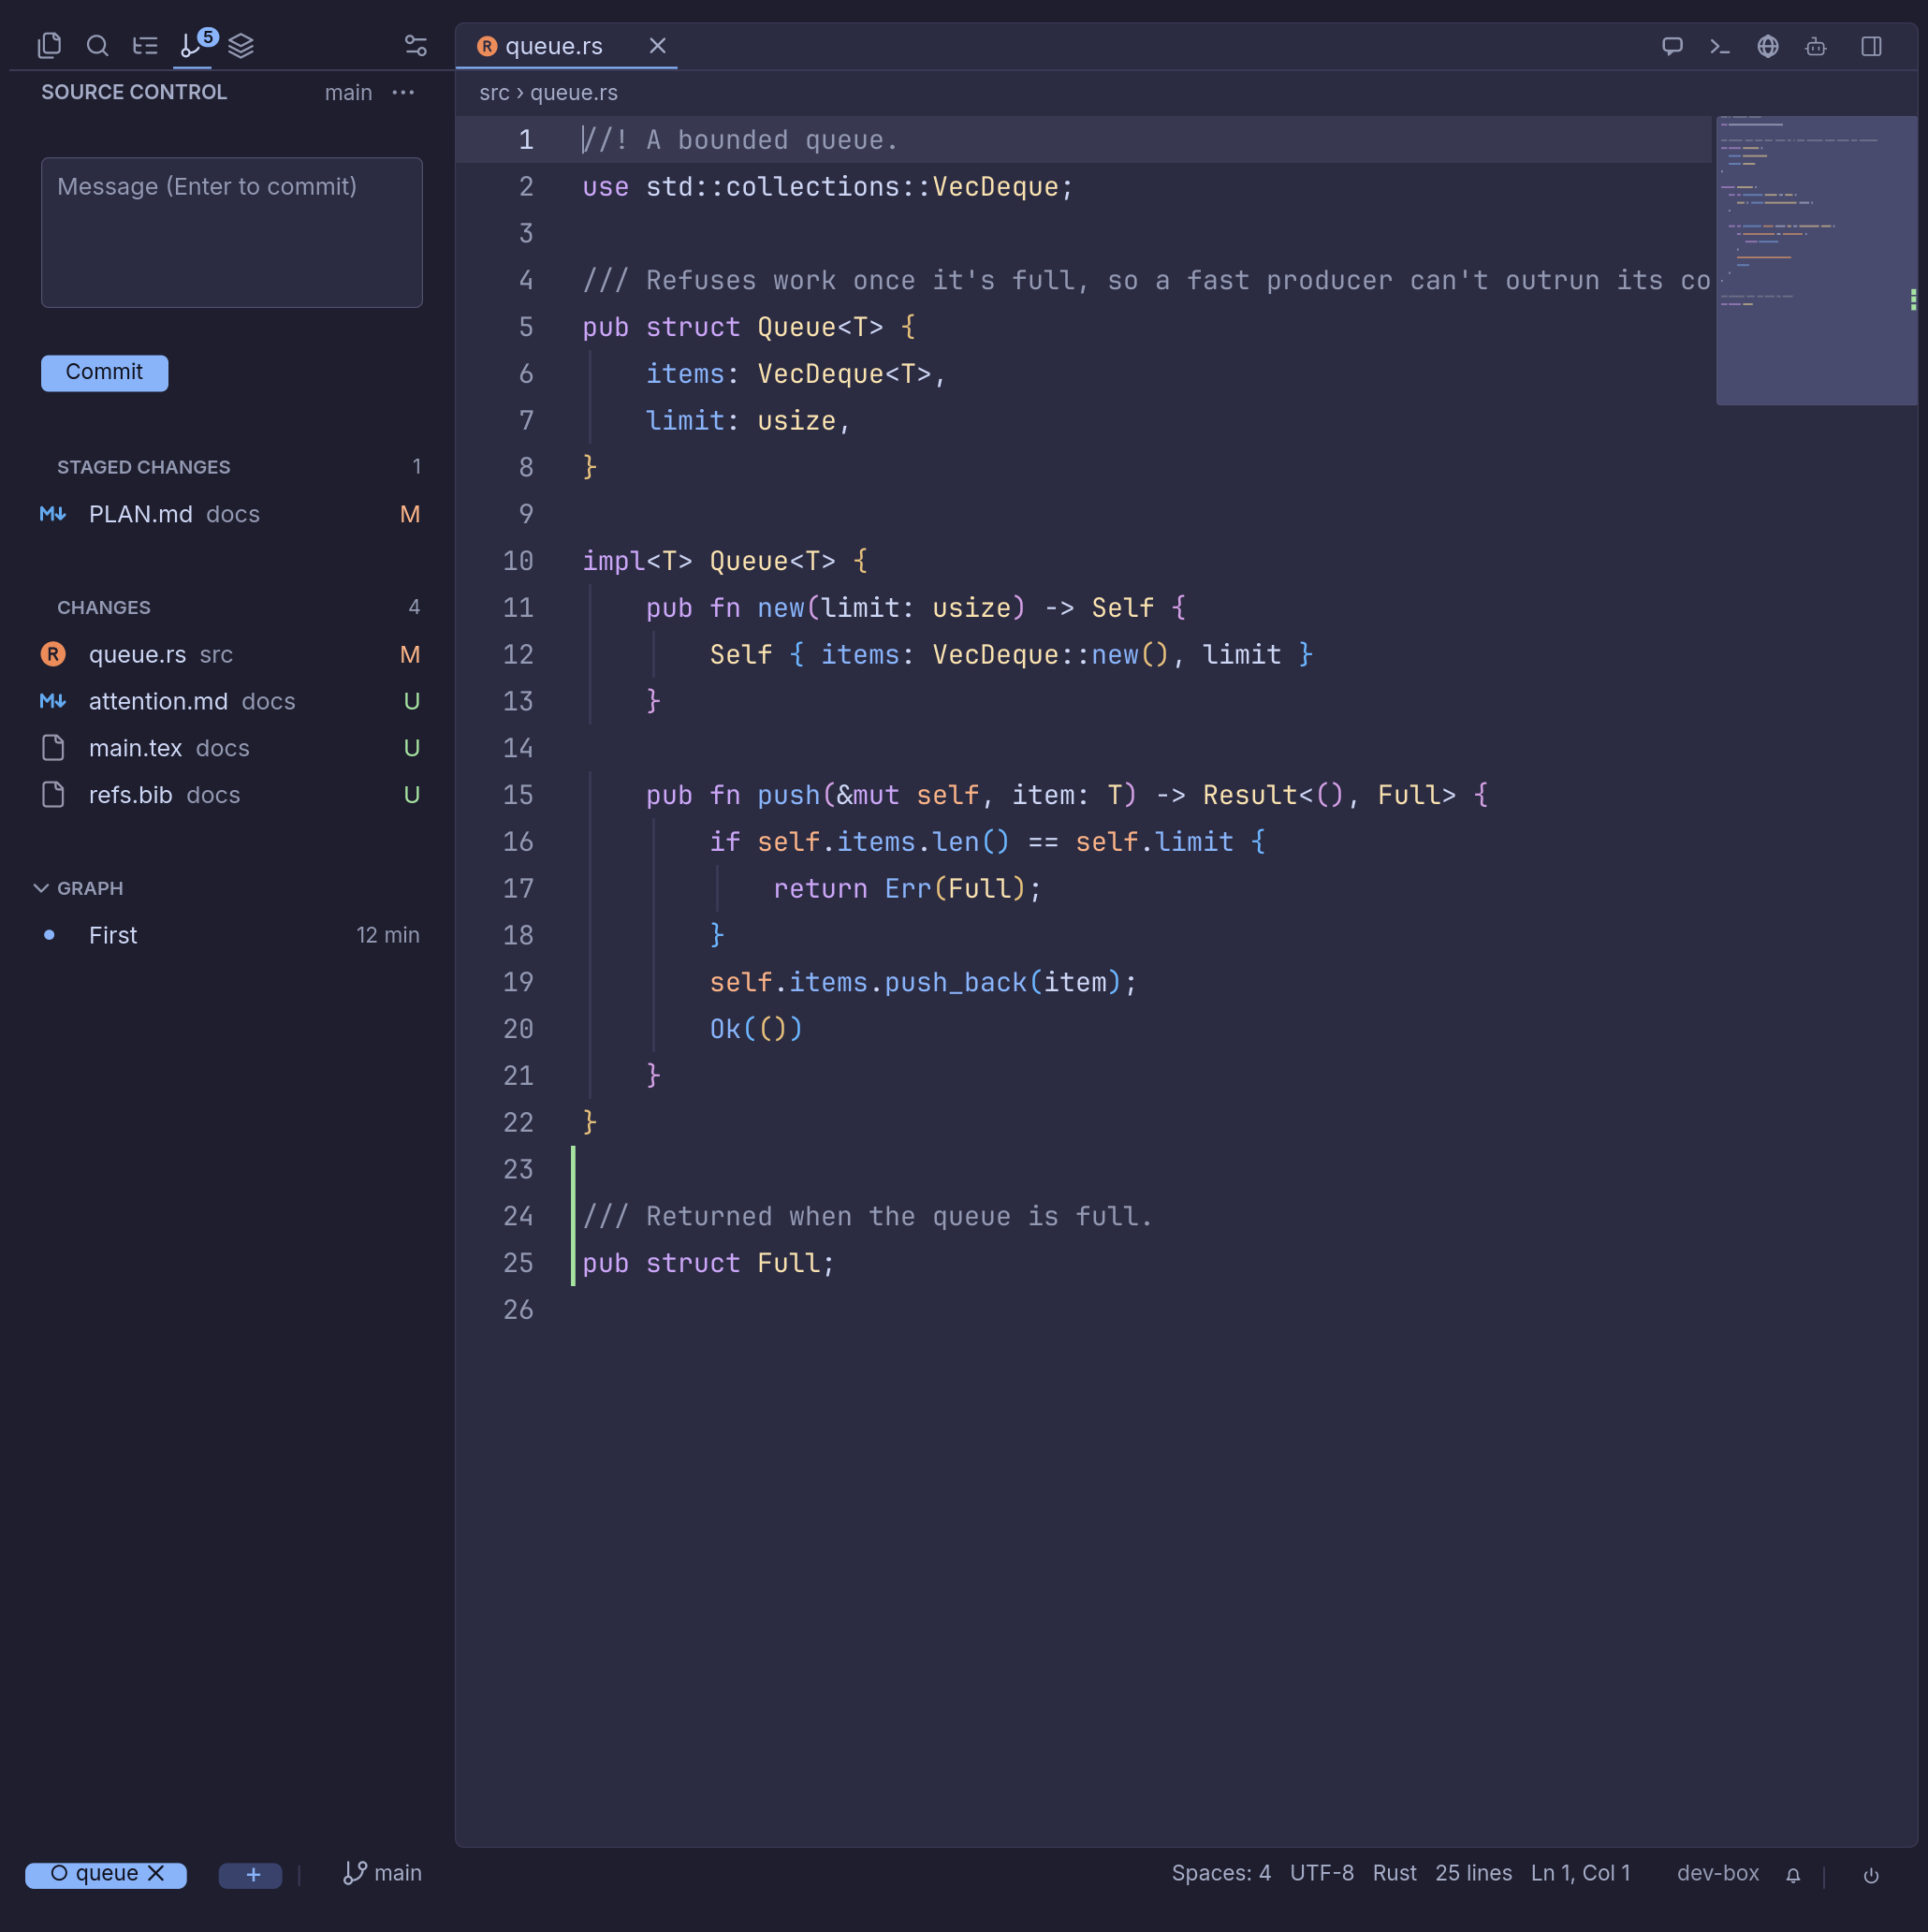 5
queue.rs
SOURCE CONTROL main
src › queue.rs
Message (Enter to commit)
Commit
STAGED CHANGES 1
PLAN.md docs M
CHANGES 4
queue.rs src M
attention.md docs U
main.tex docs U
refs.bib docs U
GRAPH
First 12 min
1 //! A bounded queue.
2 use std::collections::VecDeque;
3
4 /// Refuses work once it's full, so a fast producer can't outrun its co
5 pub struct Queue<T> {
6     items: VecDeque<T>,
7     limit: usize,
8 }
9
10 impl<T> Queue<T> {
11     pub fn new(limit: usize) -> Self {
12         Self { items: VecDeque::new(), limit }
13     }
14
15     pub fn push(&mut self, item: T) -> Result<(), Full> {
16         if self.items.len() == self.limit {
17             return Err(Full);
18         }
19         self.items.push_back(item);
20         Ok(())
21     }
22 }
23
24 /// Returned when the queue is full.
25 pub struct Full;
26
queue + main Spaces: 4 UTF-8 Rust 25 lines Ln 1, Col 1 dev-box